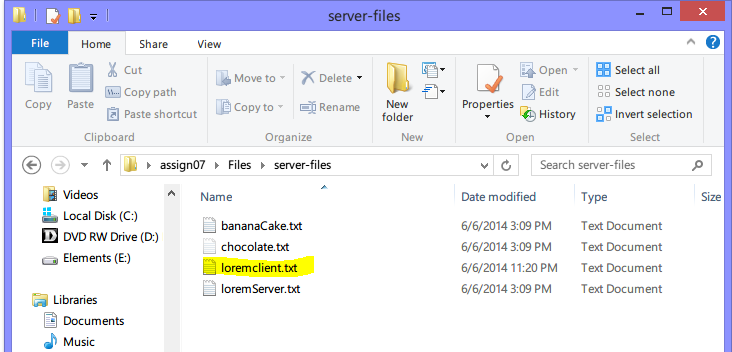 server-files
File Home Share View
Copy
Paste
Cut
Copy path
Paste shortcut
Clipboard
Move to
Copy to
Delete
Rename
Organize
New
folder
New
Properties
Open
Edit
History
Open
Select all
Select none
Invert selection
Select
assign07 Files server-files
Search server-files
Videos
Local Disk (C:)
DVD RW Drive (D:)
Elements (E:)
Libraries
Documents
Music
Name Date modified Type Size
bananaCake.txt 6/6/2014 3:09 PM Text Document
chocolate.txt 6/6/2014 3:09 PM Text Document
loremclient.txt 6/6/2014 11:20 PM Text Document
loremServer.txt 6/6/2014 3:09 PM Text Document